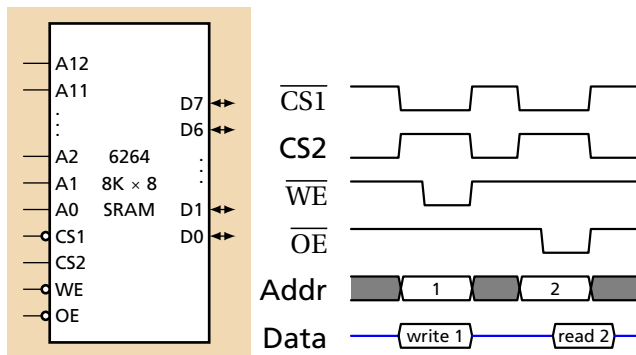 A12
A11
.
.
.
A2
A1
A0
CS1
CS2
WE
OE
6264
8K × 8
SRAM
D7
D6
.
.
.
D1
D0
CS1
CS2
WE
OE
Addr 1 2
Data write 1 read 2